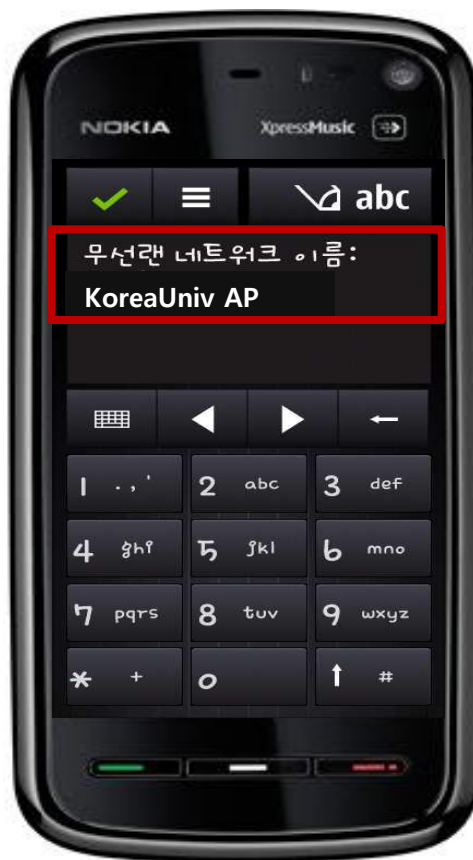 NOKIA
XpressMusic
abc
무선랜 네트워크 이름:
KoreaUniv AP
1 . , '
2 abc
3 def
4 ghi
5 jkl
6 mno
7 pqrs
8 tuv
9 wxyz
* +
0
#